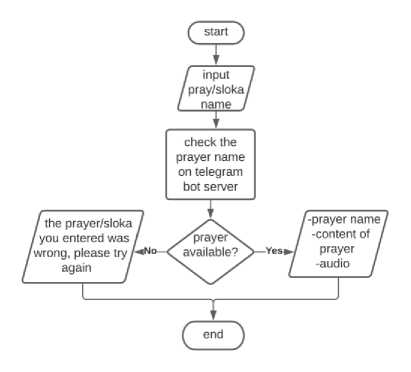 start
input
pray/sloka
name
check the
prayer name
on telegram
bot server
prayer
available?
No
Yes
the prayer/sloka
you entered was
wrong, please try
again
-prayer name
-content of
prayer
-audio
end